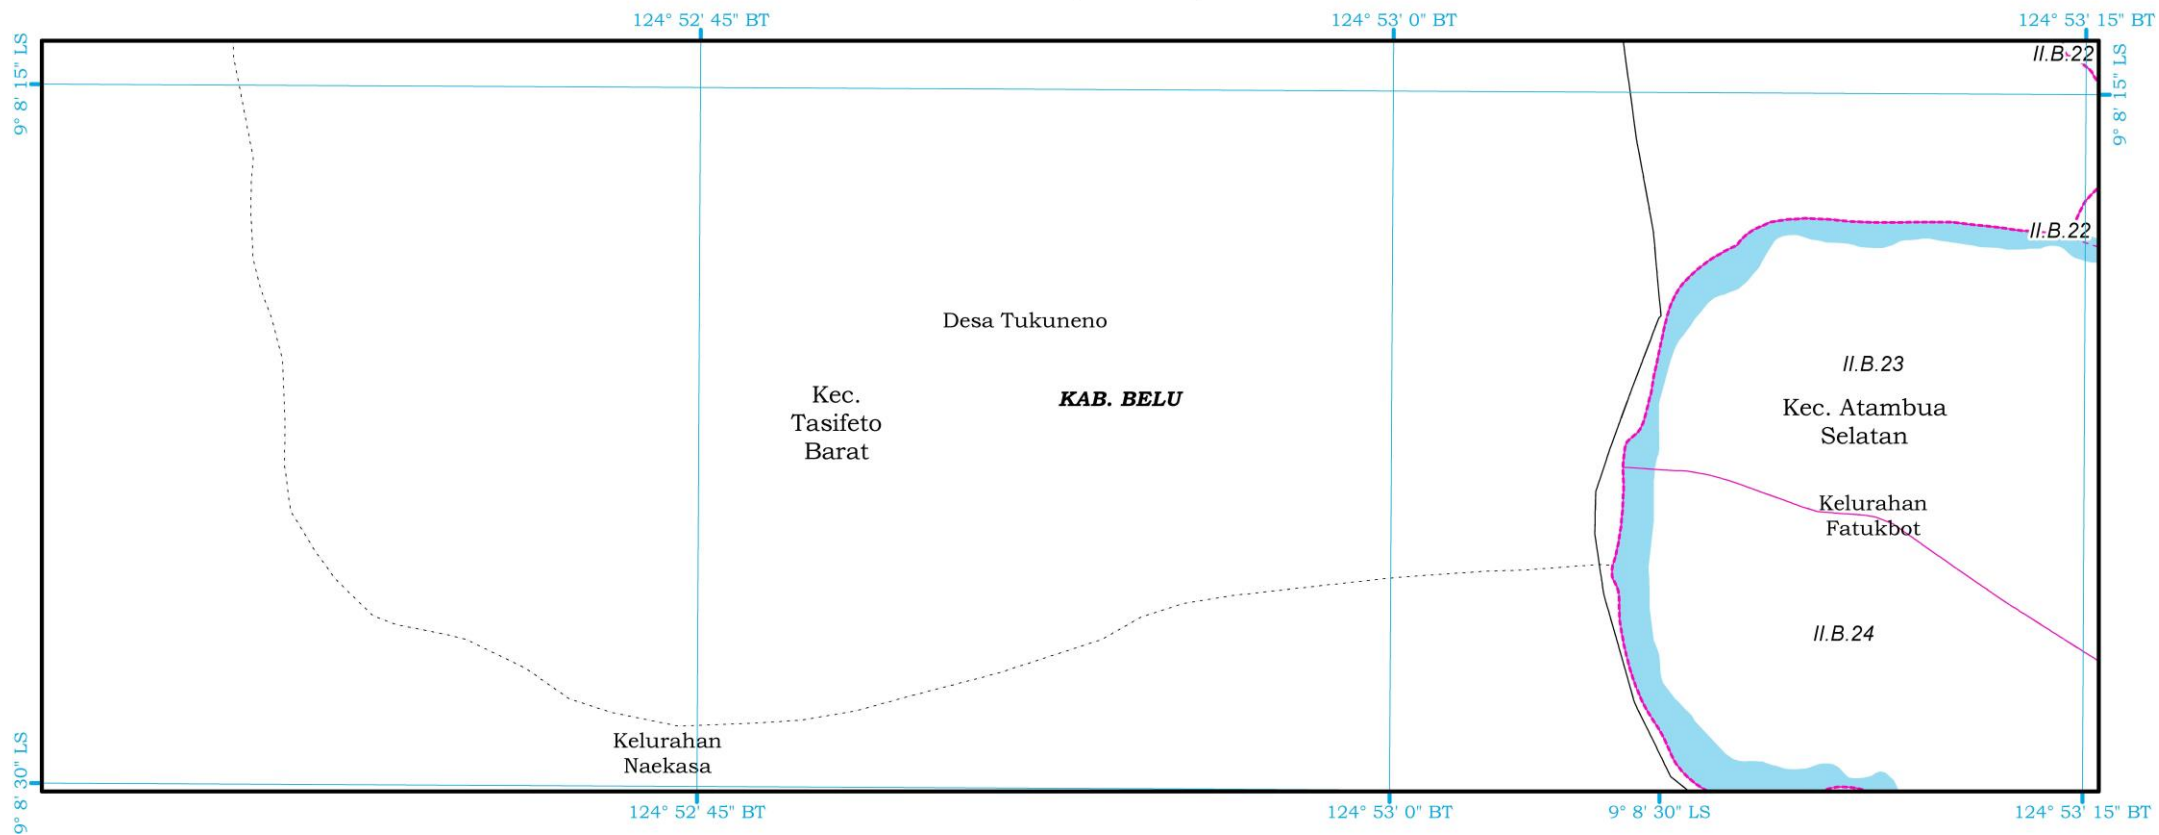 124° 52' 45" BT
124° 53' 0" BT
124° 53' 15" BT
9° 8' 15" LS
9° 8' 15" LS
II.B.22
II.B.22
Desa Tukuneno
II.B.23
Kec.
Tasifeto
Barat
KAB. BELU
Kec. Atambua
Selatan
Kelurahan
Fatukbot
II.B.24
Kelurahan
Naekasa
9° 8' 30" LS
124° 52' 45" BT
124° 53' 0" BT
9° 8' 30" LS
124° 53' 15" BT